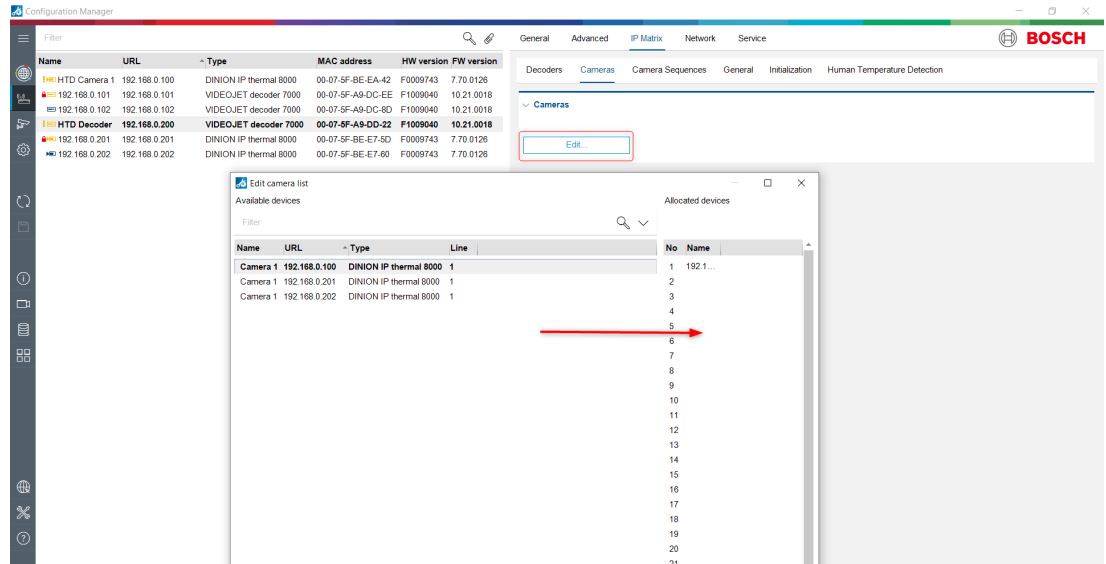 Configuration Manager
Filter
Name URL Type MAC address HW version FW version
HTD Camera 1 192.168.0.100 DINION IP thermal 8000 00-07-5F-BE-EA-42 F0009743 7.70.0126
192.168.0.101 192.168.0.101 VIDEOJET decoder 7000 00-07-5F-A9-DC-EE F1009040 10.21.0018
192.168.0.102 192.168.0.102 VIDEOJET decoder 7000 00-07-5F-A9-DC-8D F1009040 10.21.0018
HTD Decoder 192.168.0.200 VIDEOJET decoder 7000 00-07-5F-A9-DD-22 F1009040 10.21.0018
192.168.0.201 192.168.0.201 DINION IP thermal 8000 00-07-5F-BE-E7-5D F0009743 7.70.0126
192.168.0.202 192.168.0.202 DINION IP thermal 8000 00-07-5F-BE-E7-60 F0009743 7.70.0126
General Advanced IP Matrix Network Service
BOSCH
Decoders Cameras Camera Sequences General Initialization Human Temperature Detection
Cameras
Edit...
Edit camera list
Available devices
Filter
Name URL Type Line
Camera 1 192.168.0.100 DINION IP thermal 8000 1
Camera 1 192.168.0.201 DINION IP thermal 8000 1
Camera 1 192.168.0.202 DINION IP thermal 8000 1
Allocated devices
No Name
1 192.1...
2
3
4
5
6
7
8
9
10
11
12
13
14
15
16
17
18
19
20
21